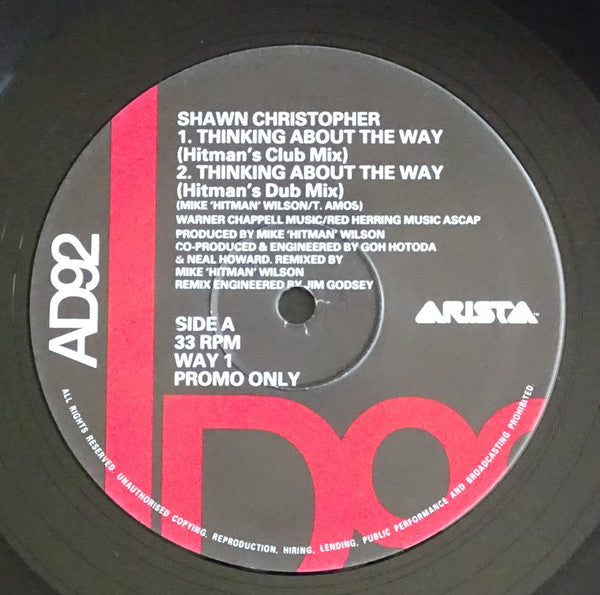 SHAWN CHRISTOPHER
1. THINKING ABOUT THE WAY
(Hitman's Club Mix)
2. THINKING ABOUT THE WAY
(Hitman's Dub Mix)
(MIKE 'HITMAN' WILSON/T. AMOS)
WARNER CHAPPELL MUSIC/RED HERRING MUSIC ASCAP
PRODUCED BY MIKE 'HITMAN' WILSON
CO-PRODUCED & ENGINEERED BY GOH HOTODA
& NEAL HOWARD. REMIXED BY
MIKE 'HITMAN' WILSON
REMIX ENGINEERED BY JIM GODSEY
AD92
ARISTA™
SIDE A
33 RPM
WAY 1
PROMO ONLY
ALL RIGHTS RESERVED. UNAUTHORISED COPYING, REPRODUCTION, HIRING, LENDING, PUBLIC PERFORMANCE AND BROADCASTING PROHIBITED.